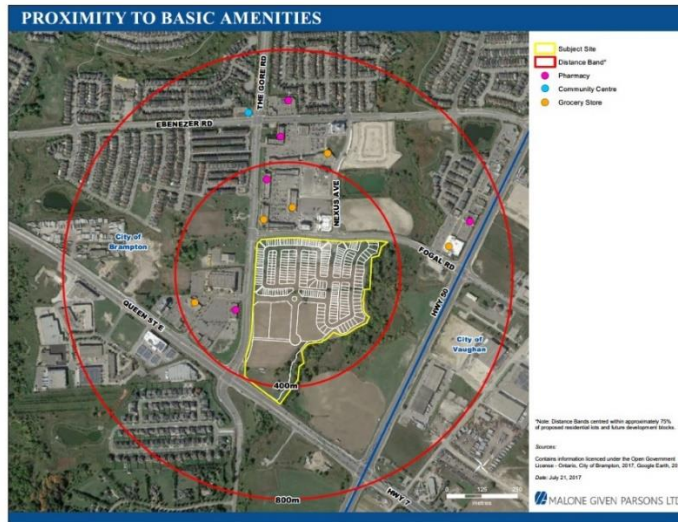 PROXIMITY TO BASIC AMENITIES
Subject Site
Distance Band*
Pharmacy
Community Centre
Grocery Store
THE GORE RD
EBENEZER RD
NEXUS AVE
City of
Brampton
FOGAL RD
QUEEN ST E
HWY 50
City of
Vaughan
400m
HWY 7
800m
125
metres
*Note: Distance Bands centred within approximately 75%
of proposed residential lots and future development blocks.
Sources:
Contains information licenced under the Open Government
License - Ontario, City of Brampton, 2017, Google Earth,
Date: July 21, 2017
MALONE GIVEN PARSONS LTD